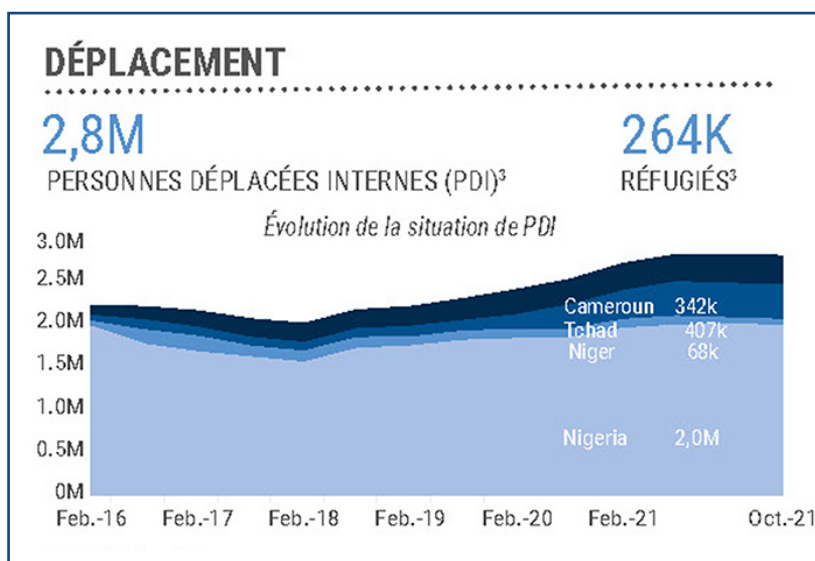 DÉPLACEMENT
2,8M
PERSONNES DÉPLACÉES INTERNES (PDI)³
264K
RÉFUGIÉS³
Évolution de la situation de PDI
3.0M
2.5M
2.0M
1.5M
1.0M
0.5M
0M
Cameroun 342k
Tchad 407k
Niger 68k
Nigeria 2,0M
Feb.-16 Feb.-17 Feb.-18 Feb.-19 Feb.-20 Feb.-21 Oct.-21